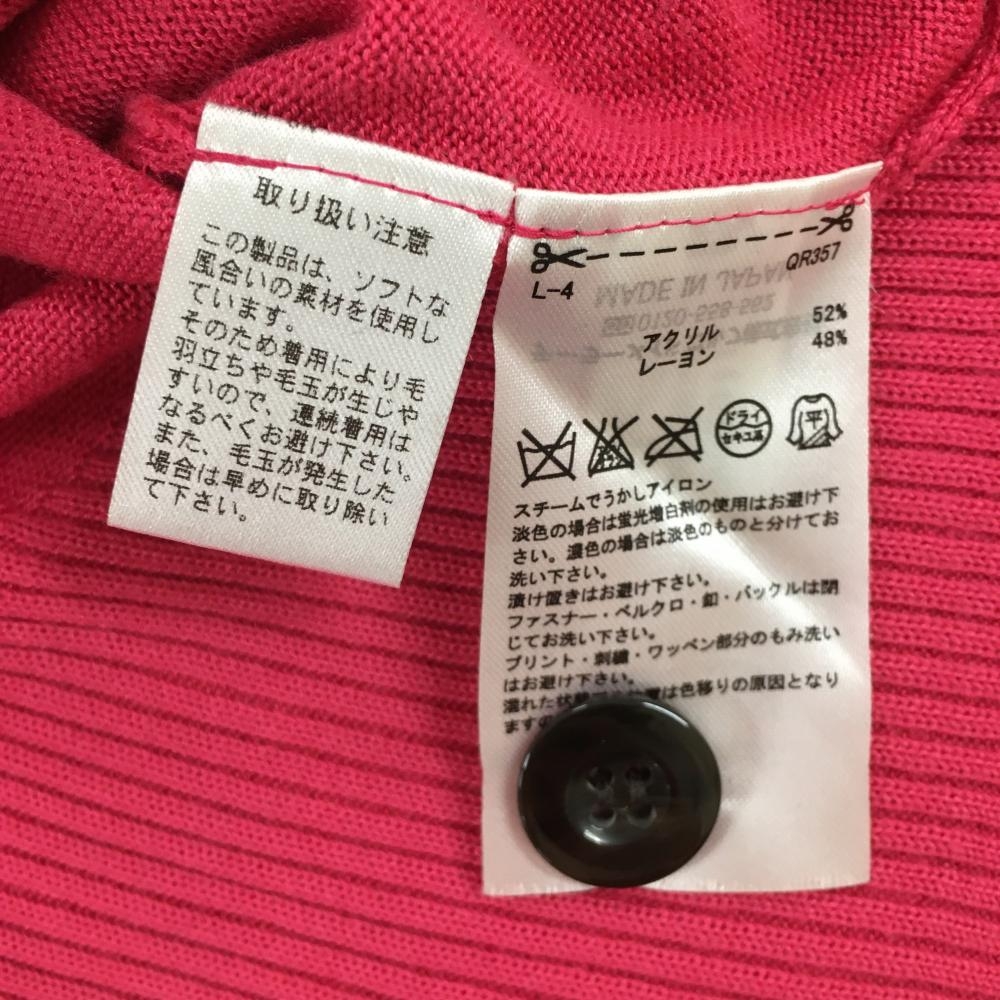 取り扱い注意
この製品は、ソフトな
風合いの素材を使用し
ています。
そのため着用により毛
羽立ちや毛玉が生じや
すいので、連続着用は
なるべくお避け下さい。
また、毛玉が発生した
場合は早めに取り除い
て下さい。
QR357
L-4
MADE IN JAPAN
0120-558-562
アクリル 52%
レーヨン 48%
ドライ
セキユ系
平
スチームでうかしアイロン
淡色の場合は蛍光増白剤の使用はお避け下
さい。濃色の場合は淡色のものと分けてお
洗い下さい。
漬け置きはお避け下さい。
ファスナー・ベルクロ・釦・バックルは閉
じてお洗い下さい。
プリント・刺繍・ワッペン部分のもみ洗い
はお避け下さい。
濡れた状態 は色移りの原因となり
ますの